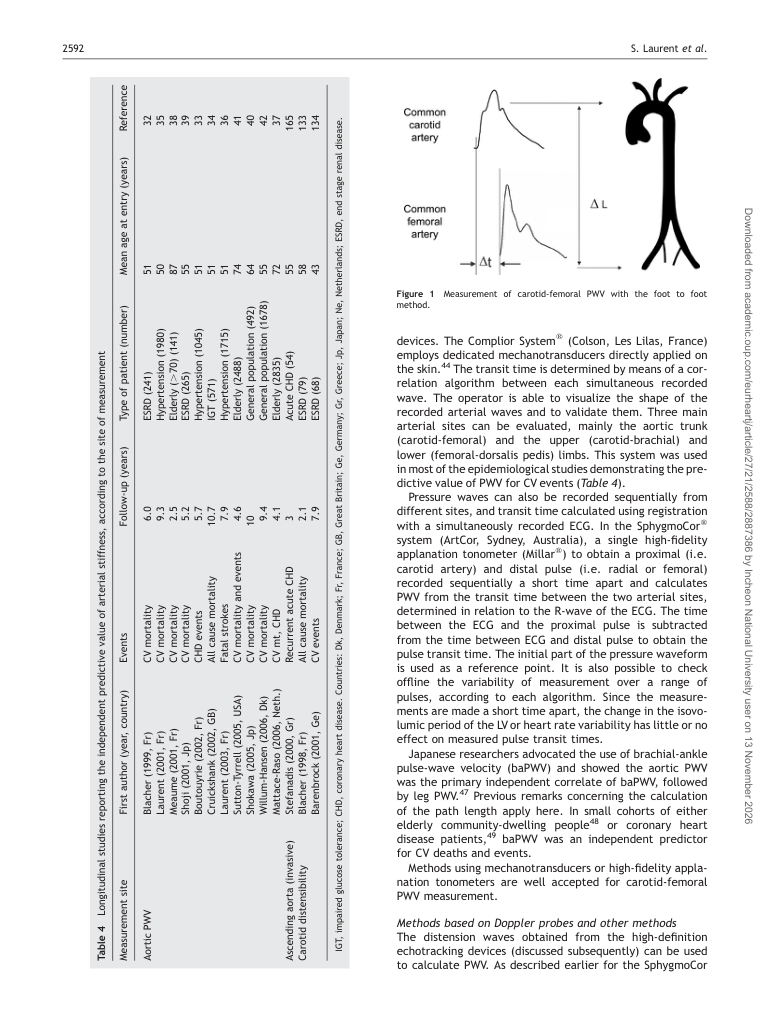 2592
S. Laurent et al.
Table 4 Longitudinal studies reporting the independent predictive value of arterial stiffness, according to the site of measurement
Measurement site First author (year, country) Events Follow-up (years) Type of patient (number) Mean age at entry (years) Reference
Aortic PWV Blacher (1999, Fr) CV mortality 6.0 ESRD (241) 51 32
Laurent (2001, Fr) CV mortality 9.3 Hypertension (1980) 50 35
Meaume (2001, Fr) CV mortality 2.5 Elderly (>70) (141) 87 38
Shoji (2001, Jp) CV mortality 5.2 ESRD (265) 55 39
Boutouyrie (2002, Fr) CHD events 5.7 Hypertension (1045) 51 33
Cruickshank (2002, GB) All cause mortality 10.7 IGT (571) 51 34
Laurent (2003, Fr) Fatal strokes 7.9 Hypertension (1715) 51 36
Sutton-Tyrrell (2005, USA) CV mortality and events 4.6 Elderly (2488) 74 41
Shokawa (2005, Jp) CV mortality 10 General population (492) 64 40
Willum-Hansen (2006, Dk) CV mortality 9.4 General population (1678) 55 42
Mattace-Raso (2006, Neth.) CV mt, CHD 4.1 Elderly (2835) 72 37
Ascending aorta (invasive) Stefanadis (2000, Gr) Recurrent acute CHD 3 Acute CHD (54) 55 165
Carotid distensibility Blacher (1998, Fr) All cause mortality 2.1 ESRD (79) 58 133
Barenbrock (2001, Ge) CV events 7.9 ESRD (68) 43 134
IGT, impaired glucose tolerance; CHD, coronary heart disease. Countries: Dk, Denmark; Fr, France; GB, Great Britain; Ge, Germany; Gr, Greece; Jp, Japan; Ne, Netherlands; ESRD, end stage renal disease.
Common
carotid
artery
Common
femoral
artery
Δt
Δ L
Figure 1 Measurement of carotid-femoral PWV with the foot to foot
method.
devices. The Complior System® (Colson, Les Lilas, France)
employs dedicated mechanotransducers directly applied on
the skin.44 The transit time is determined by means of a cor-
relation algorithm between each simultaneous recorded
wave. The operator is able to visualize the shape of the
recorded arterial waves and to validate them. Three main
arterial sites can be evaluated, mainly the aortic trunk
(carotid-femoral) and the upper (carotid-brachial) and
lower (femoral-dorsalis pedis) limbs. This system was used
in most of the epidemiological studies demonstrating the pre-
dictive value of PWV for CV events (Table 4).
Pressure waves can also be recorded sequentially from
different sites, and transit time calculated using registration
with a simultaneously recorded ECG. In the SphygmoCor®
system (ArtCor, Sydney, Australia), a single high-fidelity
applanation tonometer (Millar®) to obtain a proximal (i.e.
carotid artery) and distal pulse (i.e. radial or femoral)
recorded sequentially a short time apart and calculates
PWV from the transit time between the two arterial sites,
determined in relation to the R-wave of the ECG. The time
between the ECG and the proximal pulse is subtracted
from the time between ECG and distal pulse to obtain the
pulse transit time. The initial part of the pressure waveform
is used as a reference point. It is also possible to check
offline the variability of measurement over a range of
pulses, according to each algorithm. Since the measure-
ments are made a short time apart, the change in the isovo-
lumic period of the LV or heart rate variability has little or no
effect on measured pulse transit times.
Japanese researchers advocated the use of brachial-ankle
pulse-wave velocity (baPWV) and showed the aortic PWV
was the primary independent correlate of baPWV, followed
by leg PWV.47 Previous remarks concerning the calculation
of the path length apply here. In small cohorts of either
elderly community-dwelling people48 or coronary heart
disease patients,49 baPWV was an independent predictor
for CV deaths and events.
Methods using mechanotransducers or high-fidelity appla-
nation tonometers are well accepted for carotid-femoral
PWV measurement.
Methods based on Doppler probes and other methods
The distension waves obtained from the high-definition
echotracking devices (discussed subsequently) can be used
to calculate PWV. As described earlier for the SphygmoCor
Downloaded from academic.oup.com/eurheartj/article/27/21/2588/2887386 by Incheon National University user on 13 November 2026